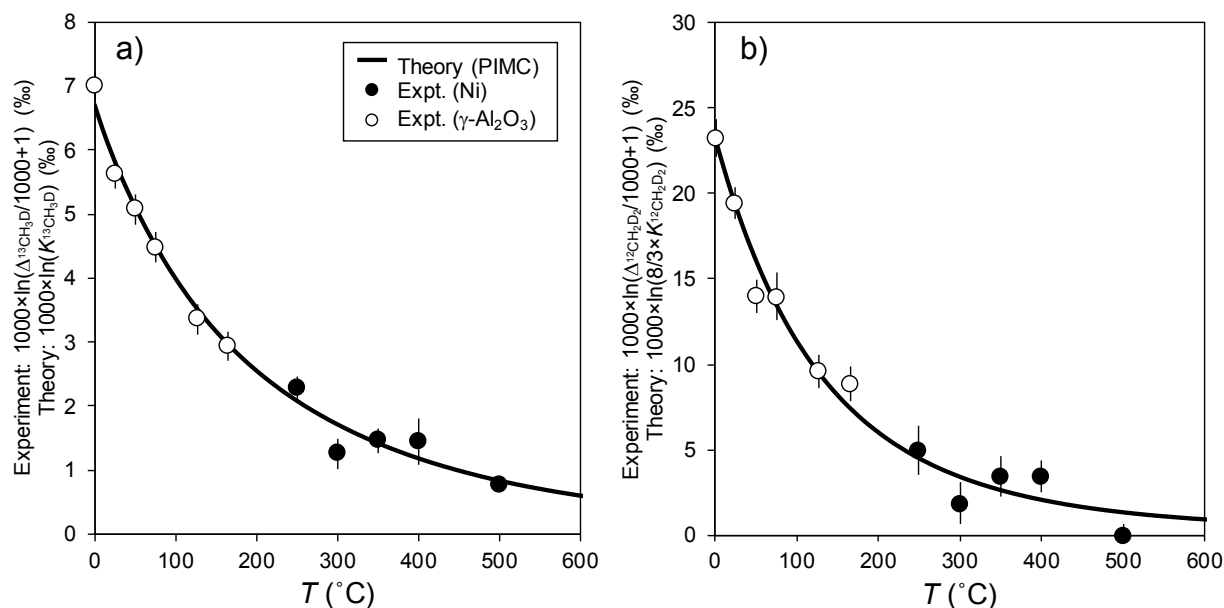 a)
Theory (PIMC)
Expt. (Ni)
Expt. (γ-Al₂O₃)
Experiment: 1000×ln(Δ¹³CH₃D/1000+1) (‰)
Theory: 1000×ln(K¹³CH₃D) (‰)
8
7
6
5
4
3
2
1
0
0 100 200 300 400 500 600
T (˚C)
b)
Experiment: 1000×ln(Δ¹²CH₂D₂/1000+1) (‰)
Theory: 1000×ln(8/3×K¹²CH₂D₂) (‰)
30
25
20
15
10
5
0
0 100 200 300 400 500 600
T (˚C)